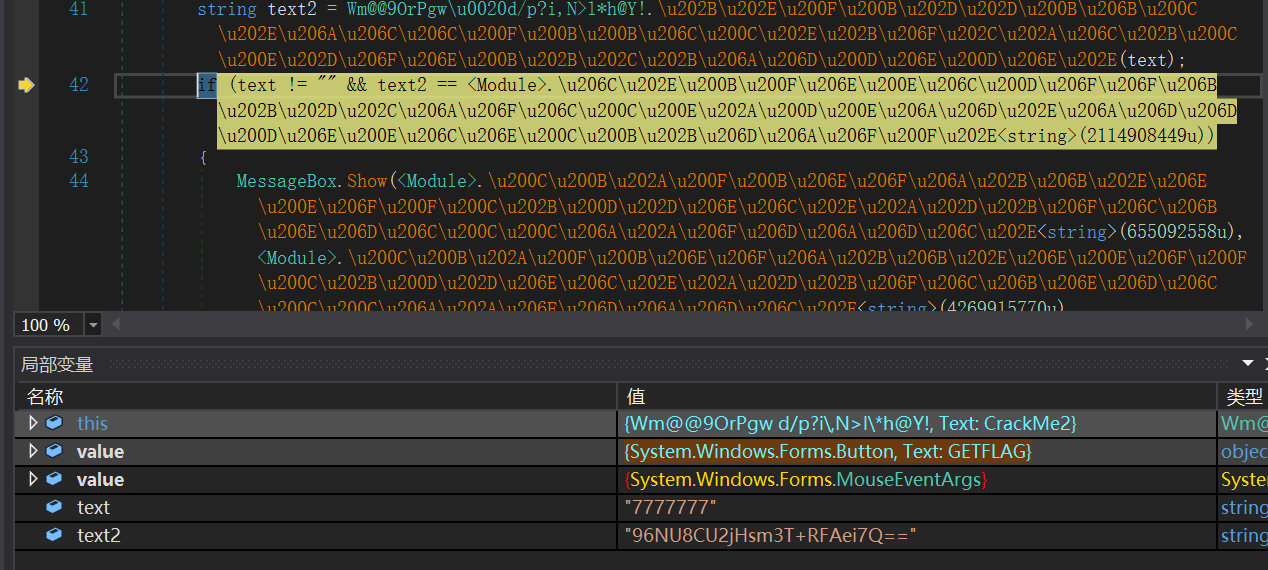 41 string text2 = Wm@@9OrPgw\u0020d/p?i,N>l*h@Y!.\u202B\u202E\u200F\u200B\u202D\u202D\u200B\u206B\u200C
\u202E\u206A\u206C\u206C\u200F\u200B\u200B\u206C\u200C\u202E\u202B\u200F\u202C\u202A\u206C\u202B\u200C
\u200E\u202D\u206F\u206E\u200B\u202C\u202B\u206A\u206D\u200D\u206E\u206E\u202E(text);
42 if (text != "" && text2 == <Module>.\u206C\u202E\u200B\u200F\u206E\u200E\u206C\u200D\u206F\u206F\u206B
\u202B\u202D\u202C\u206A\u206F\u206C\u200C\u200E\u202A\u200D\u202E\u206A\u206D\u206D
\u200D\u206E\u200E\u206C\u206E\u200C\u200B\u202B\u206D\u206A\u206F\u200F\u202E<string>(2114908449u))
43 {
44 MessageBox.Show(<Module>.\u200C\u200B\u202A\u200F\u200B\u206E\u206F\u206A\u202B\u206B\u202E\u206E
\u200E\u206F\u200F\u200C\u202B\u200D\u202D\u206E\u206C\u202E\u202A\u202D\u202B\u206F\u206C\u206B
\u206E\u206D\u206C\u200C\u200C\u206A\u202A\u206F\u206D\u206A\u206D\u206C\u202E<string>(655092558u),
<Module>.\u200C\u200B\u202A\u200F\u200B\u206E\u206F\u206A\u202B\u206B\u202E\u206E\u200E\u206F\u200F
\u200C\u202B\u200D\u202D\u206E\u206C\u202E\u202A\u202D\u202B\u206F\u206C\u206B\u206E\u206D\u206C
\u200C\u200C\u206A\u202A\u206F\u206D\u206A\u206D\u206C\u202E<string>(4269915770u)
100 %
局部变量
名称 值 类型
this {Wm@@9OrPgw d/p?i\,N>l\*h@Y!, Text: CrackMe2} Wm@
value {System.Windows.Forms.Button, Text: GETFLAG} objec
value {System.Windows.Forms.MouseEventArgs} Syste
text "7777777" string
text2 "96NU8CU2jHsm3T+RFAei7Q==" string